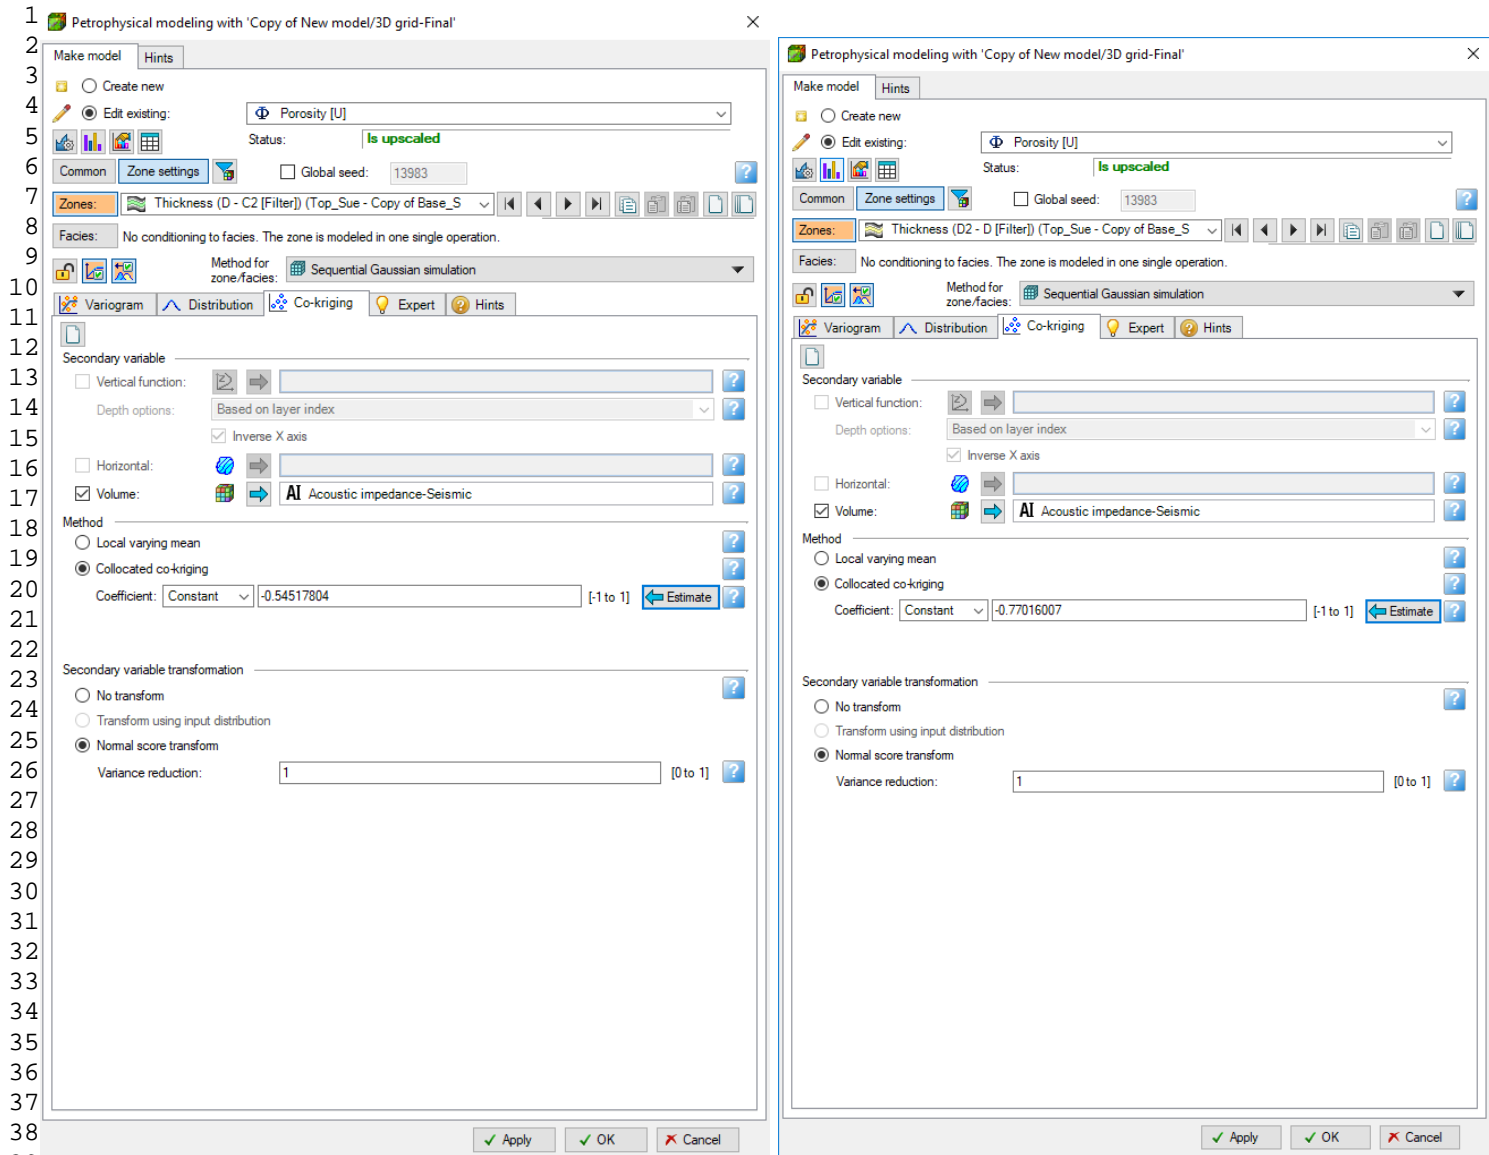 1
2
3
4
5
6
7
8
9
10
11
12
13
14
15
16
17
18
19
20
21
22
23
24
25
26
27
28
29
30
31
32
33
34
35
36
37
38
Petrophysical modeling with 'Copy of New model/3D grid-Final'
Make model Hints
Create new
Edit existing: Φ Porosity [U]
Status: Is upscaled
Common Zone settings Global seed: 13983 ?
Zones: Thickness (D - C2 [Filter]) (Top_Sue - Copy of Base_S
Facies: No conditioning to facies. The zone is modeled in one single operation.
Method for zone/facies: Sequential Gaussian simulation
Variogram Distribution Co-kriging Expert Hints
Secondary variable
Vertical function: ?
Depth options: Based on layer index ?
Inverse X axis
Horizontal: ?
Volume: AI Acoustic impedance-Seismic ?
Method
Local varying mean ?
Collocated co-kriging ?
Coefficient: Constant -0.54517804 [-1 to 1] Estimate ?
Secondary variable transformation
No transform ?
Transform using input distribution
Normal score transform
Variance reduction: 1 [0 to 1] ?
Apply OK Cancel
Petrophysical modeling with 'Copy of New model/3D grid-Final'
Make model Hints
Create new
Edit existing: Φ Porosity [U]
Status: Is upscaled
Common Zone settings Global seed: 13983 ?
Zones: Thickness (D2 - D [Filter]) (Top_Sue - Copy of Base_S
Facies: No conditioning to facies. The zone is modeled in one single operation.
Method for zone/facies: Sequential Gaussian simulation
Variogram Distribution Co-kriging Expert Hints
Secondary variable
Vertical function: ?
Depth options: Based on layer index ?
Inverse X axis
Horizontal: ?
Volume: AI Acoustic impedance-Seismic ?
Method
Local varying mean ?
Collocated co-kriging ?
Coefficient: Constant -0.77016007 [-1 to 1] Estimate ?
Secondary variable transformation
No transform ?
Transform using input distribution
Normal score transform
Variance reduction: 1 [0 to 1] ?
Apply OK Cancel